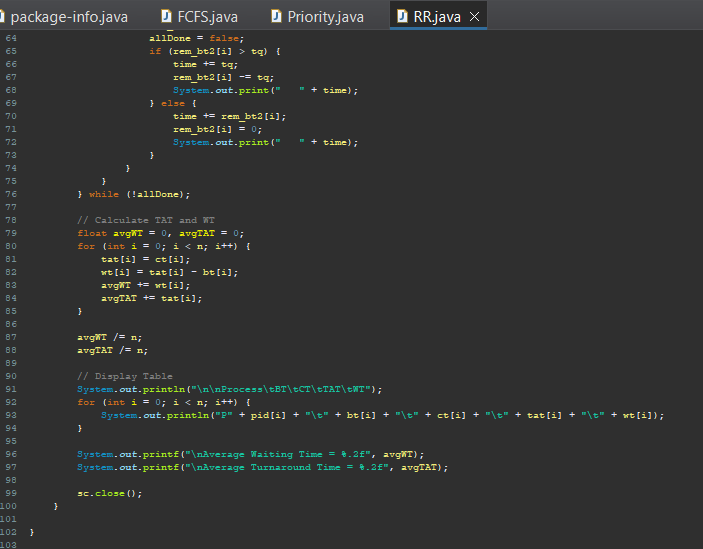 package-info.java FCFS.java Priority.java RR.java
64 allDone = false;
65 if (rem_bt2[i] > tq) {
66 time += tq;
67 rem_bt2[i] -= tq;
68 System.out.print("   " + time);
69 } else {
70 time += rem_bt2[i];
71 rem_bt2[i] = 0;
72 System.out.print("   " + time);
73 }
74 }
75 }
76 } while (!allDone);
77
78 // Calculate TAT and WT
79 float avgWT = 0, avgTAT = 0;
80 for (int i = 0; i < n; i++) {
81 tat[i] = ct[i];
82 wt[i] = tat[i] - bt[i];
83 avgWT += wt[i];
84 avgTAT += tat[i];
85 }
86
87 avgWT /= n;
88 avgTAT /= n;
89
90 // Display Table
91 System.out.println("\n\nProcess\tBT\tCT\tTAT\tWT");
92 for (int i = 0; i < n; i++) {
93 System.out.println("P" + pid[i] + "\t" + bt[i] + "\t" + ct[i] + "\t" + tat[i] + "\t" + wt[i]);
94 }
95
96 System.out.printf("\nAverage Waiting Time = %.2f", avgWT);
97 System.out.printf("\nAverage Turnaround Time = %.2f", avgTAT);
98
99 sc.close();
100 }
101
102 }
103